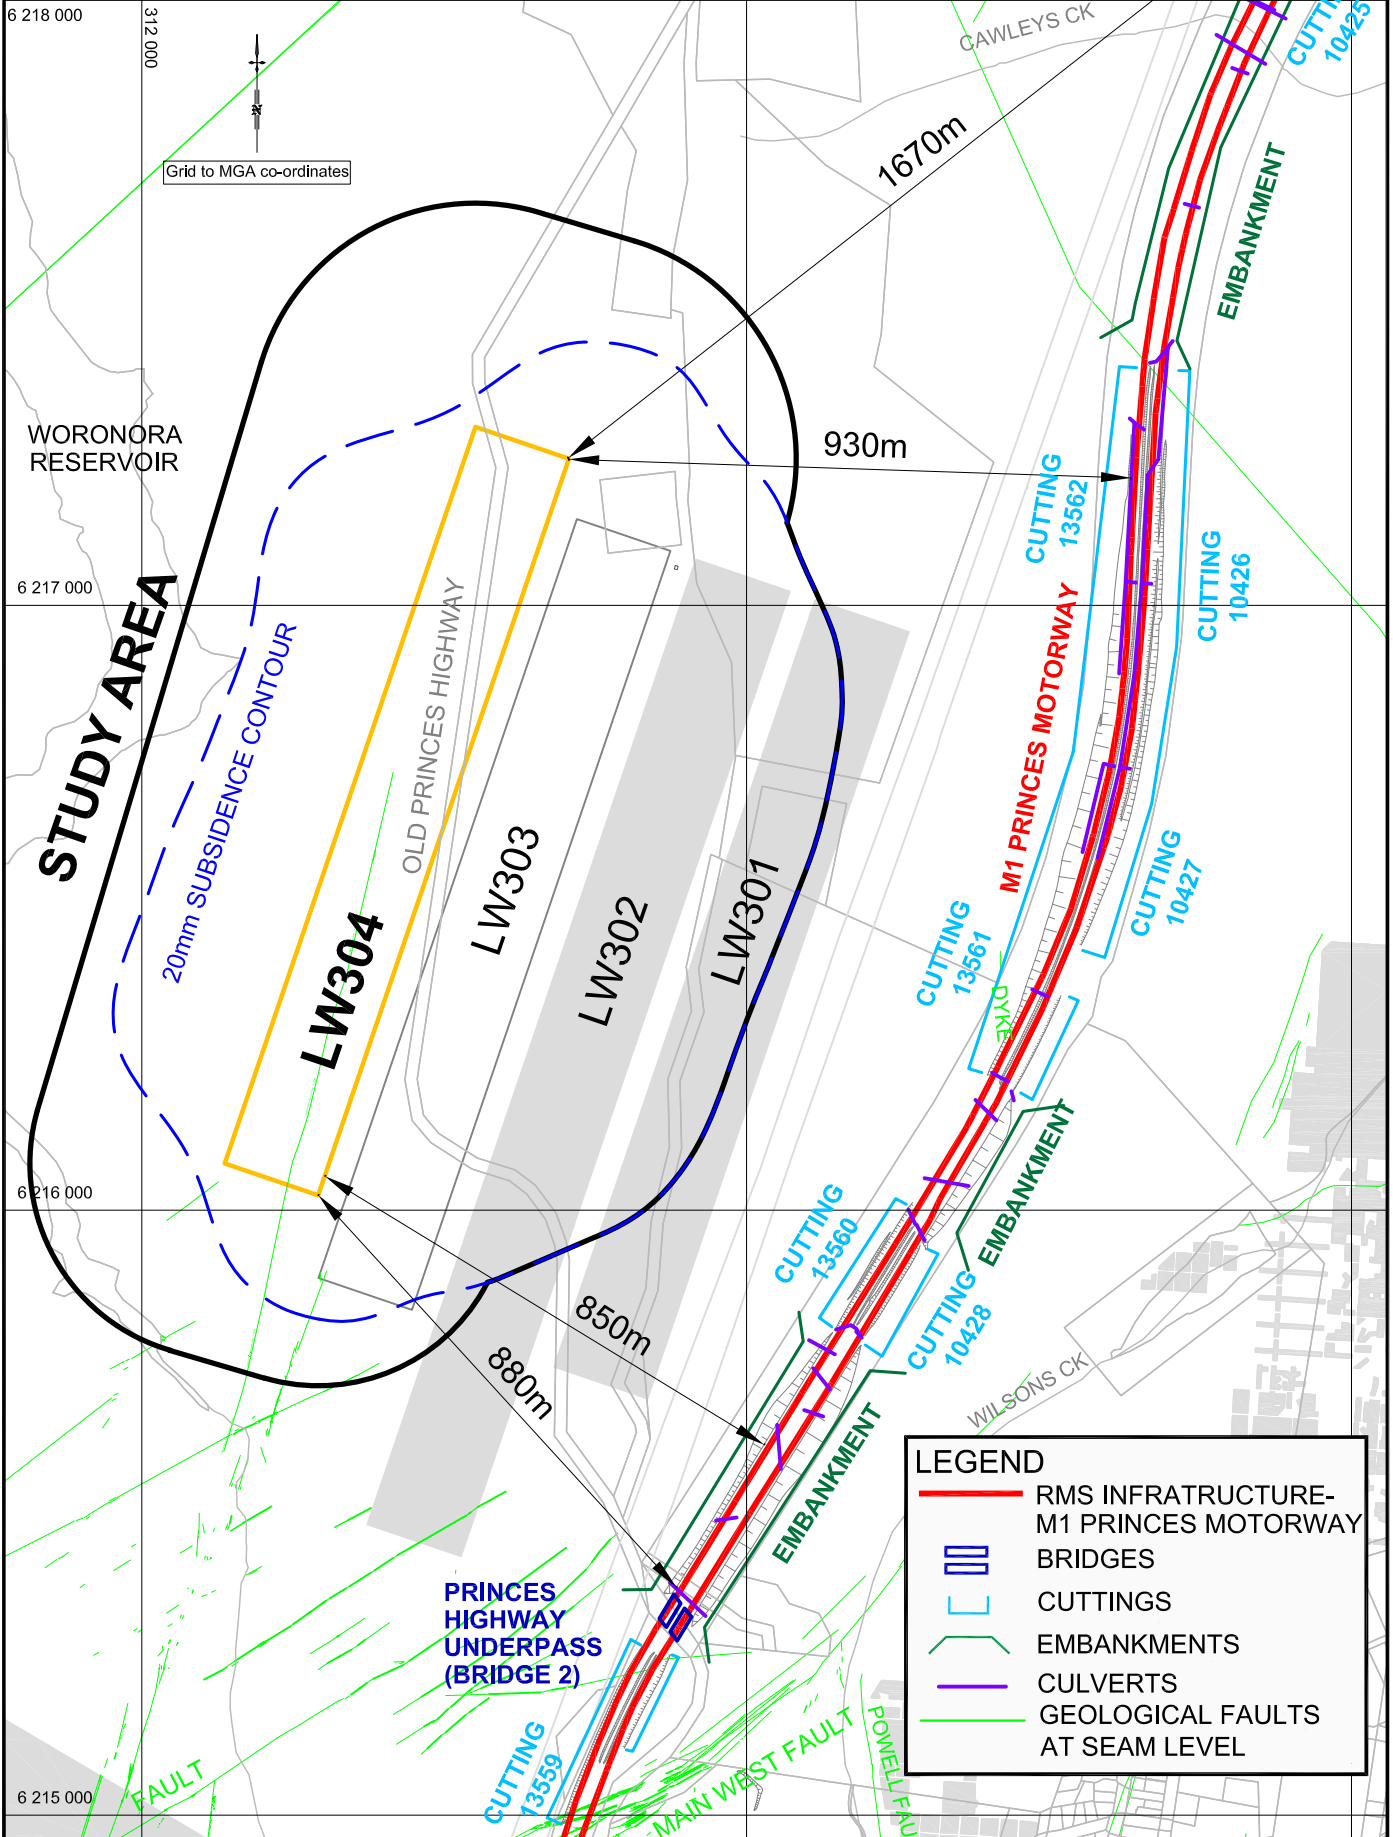 6 218 000
312 000
N
Grid to MGA co-ordinates
CAWLEYS CK
1670m
CUTTING
10425
EMBANKMENT
WORONORA
RESERVOIR
930m
CUTTING
13562
CUTTING
10426
6 217 000
STUDY AREA
20mm SUBSIDENCE CONTOUR
OLD PRINCES HIGHWAY
M1 PRINCES MOTORWAY
LW304
LW303
LW302
LW301
CUTTING
10427
CUTTING
13561
DYKE
6 216 000
EMBANKMENT
CUTTING
13560
CUTTING
10428
850m
880m
WILSONS CK
EMBANKMENT
PRINCES
HIGHWAY
UNDERPASS
(BRIDGE 2)
CUTTING
13559
FAULT
MAIN WEST FAULT
POWELL FAU
6 215 000
LEGEND
RMS INFRATRUCTURE-
M1 PRINCES MOTORWAY
BRIDGES
CUTTINGS
EMBANKMENTS
CULVERTS
GEOLOGICAL FAULTS
AT SEAM LEVEL